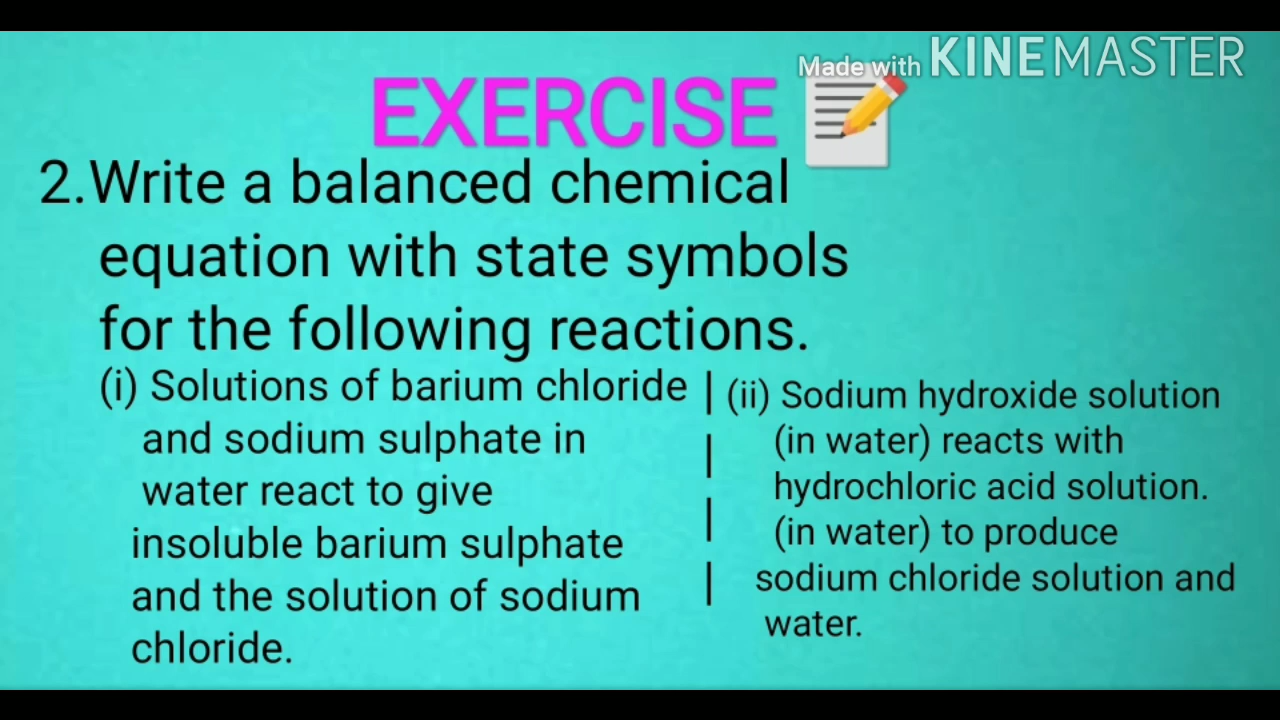 Made with KINEMASTER
EXERCISE
2.Write a balanced chemical
equation with state symbols
for the following reactions.
(i) Solutions of barium chloride
and sodium sulphate in
water react to give
insoluble barium sulphate
and the solution of sodium
chloride.
(ii) Sodium hydroxide solution
(in water) reacts with
hydrochloric acid solution.
(in water) to produce
sodium chloride solution and
water.